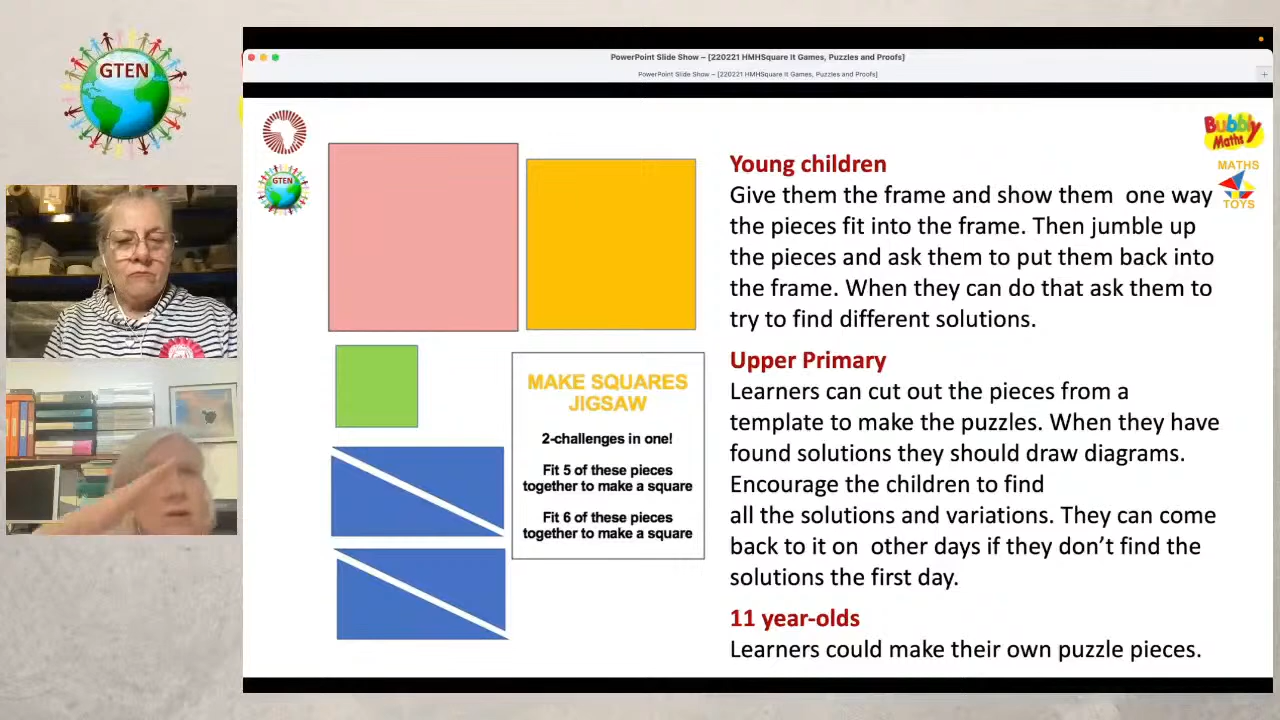 GTEN
PowerPoint Slide Show – [220221 HMHSquare It Games, Puzzles and Proofs]
PowerPoint Slide Show – [220221 HMHSquare It Games, Puzzles and Proofs]
GTEN
Bubbly
Maths
MATHS
TOYS
MAKE SQUARES
JIGSAW
2-challenges in one!
Fit 5 of these pieces
together to make a square
Fit 6 of these pieces
together to make a square
Young children
Give them the frame and show them one way
the pieces fit into the frame. Then jumble up
the pieces and ask them to put them back into
the frame. When they can do that ask them to
try to find different solutions.
Upper Primary
Learners can cut out the pieces from a
template to make the puzzles. When they have
found solutions they should draw diagrams.
Encourage the children to find
all the solutions and variations. They can come
back to it on other days if they don’t find the
solutions the first day.
11 year-olds
Learners could make their own puzzle pieces.